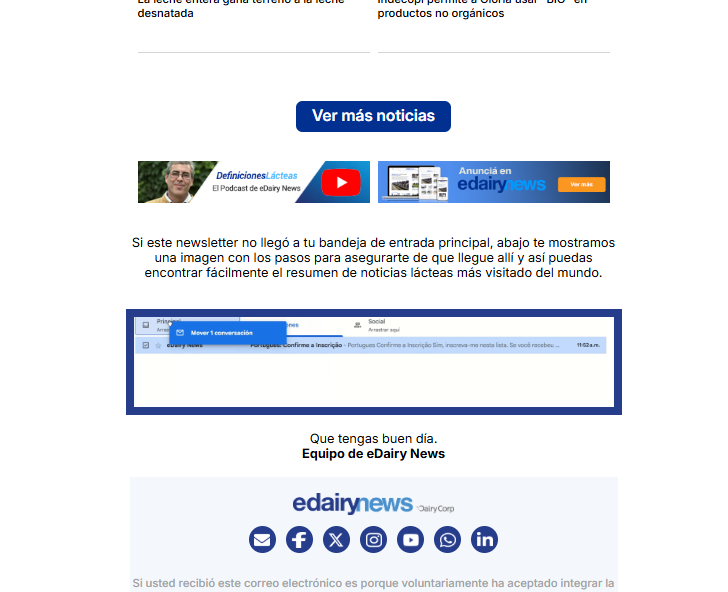 La leche entera gana terreno a la leche
desnatada
Indecopi permite a Gloria usar "BIO" en
productos no orgánicos
Ver más noticias
DefinicionesLácteas
El Podcast de eDairy News
Anunciá en
edairynews
Ver más
Si este newsletter no llegó a tu bandeja de entrada principal, abajo te mostramos
una imagen con los pasos para asegurarte de que llegue allí y así puedas
encontrar fácilmente el resumen de noticias lácteas más visitado del mundo.
Principal
Arrastrar
nes
Social
Arrastrar aquí
Mover 1 conversación
eDairy News
Portugues: Confirme a Inscrição - Portugues Confirme a Inscrição Sim, inscreva-me nesta lista. Se você recebeu ...
11:52 a.m.
Que tengas buen día.
Equipo de eDairy News
edairynews
DairyCorp
Si usted recibió este correo electrónico es porque voluntariamente ha aceptado integrar la